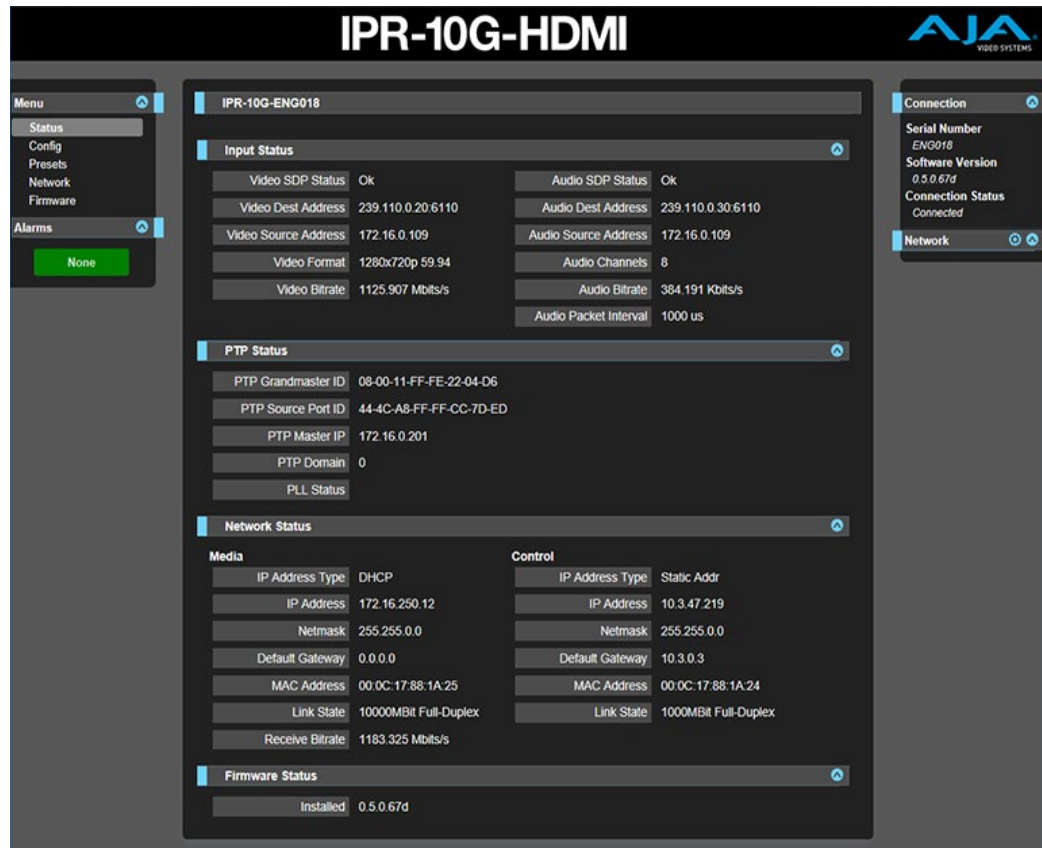 IPR-10G-HDMI
AJA
VIDEO SYSTEMS
Menu
Status
Config
Presets
Network
Firmware
Alarms
None
IPR-10G-ENG018
Input Status
Video SDP Status Ok Audio SDP Status Ok
Video Dest Address 239.110.0.20:6110 Audio Dest Address 239.110.0.30:6110
Video Source Address 172.16.0.109 Audio Source Address 172.16.0.109
Video Format 1280x720p 59.94 Audio Channels 8
Video Bitrate 1125.907 Mbits/s Audio Bitrate 384.191 Kbits/s
Audio Packet Interval 1000 us
PTP Status
PTP Grandmaster ID 08-00-11-FF-FE-22-04-D6
PTP Source Port ID 44-4C-A8-FF-FF-CC-7D-ED
PTP Master IP 172.16.0.201
PTP Domain 0
PLL Status
Network Status
Media Control
IP Address Type DHCP IP Address Type Static Addr
IP Address 172.16.250.12 IP Address 10.3.47.219
Netmask 255.255.0.0 Netmask 255.255.0.0
Default Gateway 0.0.0.0 Default Gateway 10.3.0.3
MAC Address 00:0C:17:88:1A:25 MAC Address 00:0C:17:88:1A:24
Link State 10000MBit Full-Duplex Link State 1000MBit Full-Duplex
Receive Bitrate 1183.325 Mbits/s
Firmware Status
Installed 0.5.0.67d
Connection
Serial Number
ENG018
Software Version
0.5.0.67d
Connection Status
Connected
Network